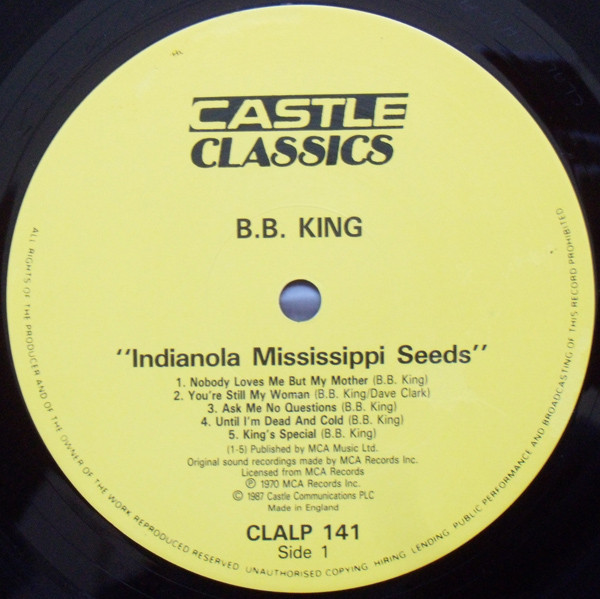 CASTLE
CLASSICS
B.B. KING
"Indianola Mississippi Seeds"
1. Nobody Loves Me But My Mother (B.B. King)
2. You're Still My Woman (B.B. King/Dave Clark)
3. Ask Me No Questions (B.B. King)
4. Until I'm Dead And Cold (B.B. King)
5. King's Special (B.B. King)
(1-5) Published by MCA Music Ltd.
Original sound recordings made by MCA Records Inc.
Licensed from MCA Records
Ⓟ 1970 MCA Records Inc.
© 1987 Castle Communications PLC
Made in England
CLALP 141
Side 1
ALL RIGHTS OF THE PRODUCER AND OF THE OWNER OF THE WORK REPRODUCED RESERVED UNAUTHORISED COPYING HIRING LENDING PUBLIC PERFORMANCE AND BROADCASTING OF THIS RECORD PROHIBITED